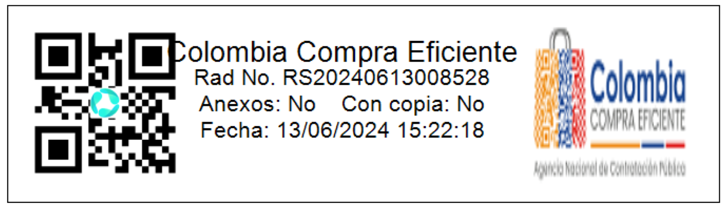 Colombia Compra Eficiente
Rad No. RS20240613008528
Anexos: No Con copia: No
Fecha: 13/06/2024 15:22:18
Colombia
COMPRA EFICIENTE
Agencia Nacional de Contratación Pública